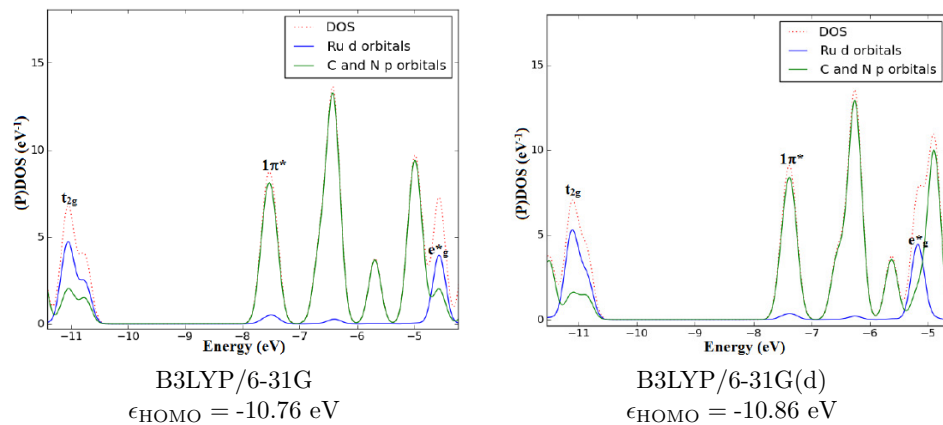 15
10
5
0
(P)DOS (eV⁻¹)
DOS
Ru d orbitals
C and N p orbitals
t₂g
1π*
e*g
−11
−10
−9
−8
−7
−6
−5
Energy (eV)
B3LYP/6-31G
ϵHOMO = -10.76 eV
15
10
5
0
(P)DOS (eV⁻¹)
DOS
Ru d orbitals
C and N p orbitals
t₂g
1π*
e*g
−11
−10
−9
−8
−7
−6
−5
Energy (eV)
B3LYP/6-31G(d)
ϵHOMO = -10.86 eV